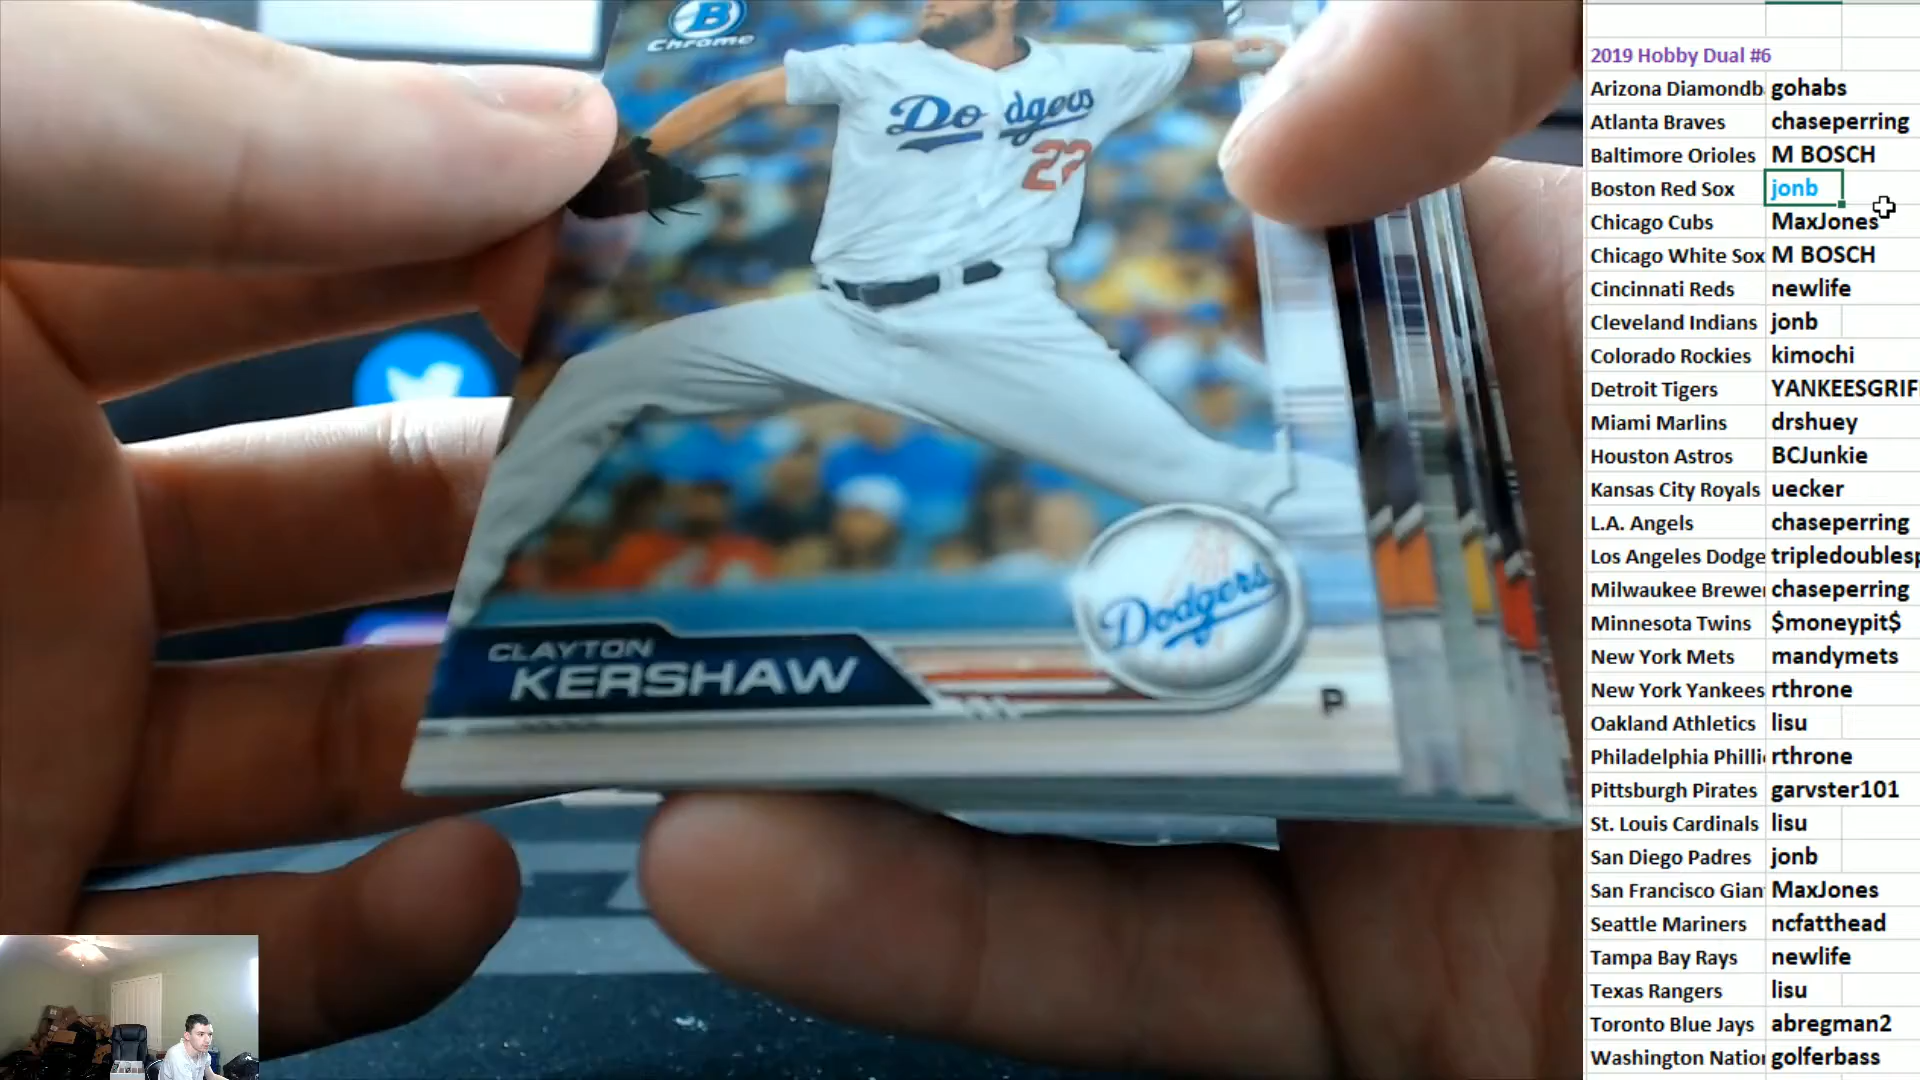 B
Chrome
Dodgers
22
Dodgers
CLAYTON
KERSHAW
P
2019 Hobby Dual #6
Arizona Diamondb gohabs
Atlanta Braves chaseperring
Baltimore Orioles M BOSCH
Boston Red Sox jonb
Chicago Cubs MaxJones
Chicago White Sox M BOSCH
Cincinnati Reds newlife
Cleveland Indians jonb
Colorado Rockies kimochi
Detroit Tigers YANKEESGRIF
Miami Marlins drshuey
Houston Astros BCJunkie
Kansas City Royals uecker
L.A. Angels chaseperring
Los Angeles Dodge tripledoublesp
Milwaukee Brewer chaseperring
Minnesota Twins $moneypit$
New York Mets mandymets
New York Yankees rthrone
Oakland Athletics lisu
Philadelphia Philli rthrone
Pittsburgh Pirates garvster101
St. Louis Cardinals lisu
San Diego Padres jonb
San Francisco Gian MaxJones
Seattle Mariners ncfatthead
Tampa Bay Rays newlife
Texas Rangers lisu
Toronto Blue Jays abregman2
Washington Natio golferbass